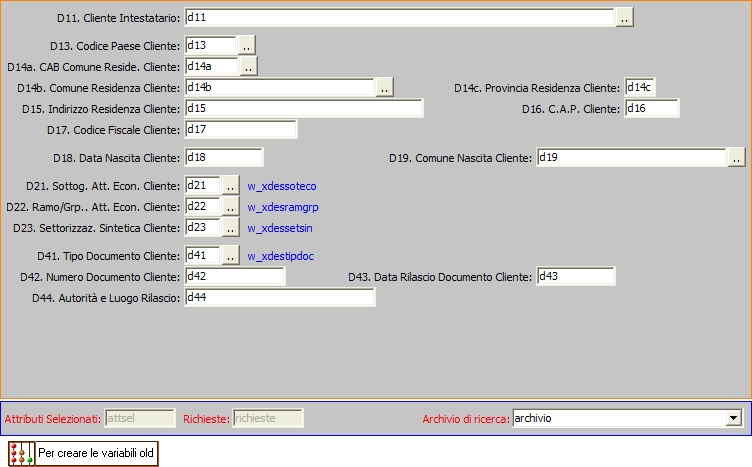 D11. Cliente Intestatario: d11 ..
D13. Codice Paese Cliente: d13 ..
D14a. CAB Comune Reside. Cliente: d14a ..
D14b. Comune Residenza Cliente: d14b .. D14c. Provincia Residenza Cliente: d14c
D15. Indirizzo Residenza Cliente: d15 D16. C.A.P. Cliente: d16
D17. Codice Fiscale Cliente: d17
D18. Data Nascita Cliente: d18 D19. Comune Nascita Cliente: d19 ..
D21. Sottog. Att. Econ. Cliente: d21 .. w_xdessoteco
D22. Ramo/Grp.. Att. Econ. Cliente: d22 .. w_xdesramgrp
D23. Settorizzaz. Sintetica Cliente: d23 .. w_xdessetsin
D41. Tipo Documento Cliente: d41 .. w_xdestipdoc
D42. Numero Documento Cliente: d42 D43. Data Rilascio Documento Cliente: d43
D44. Autorità e Luogo Rilascio: d44
Attributi Selezionati: attsel Richieste: richieste Archivio di ricerca: archivio
Per creare le variabili old